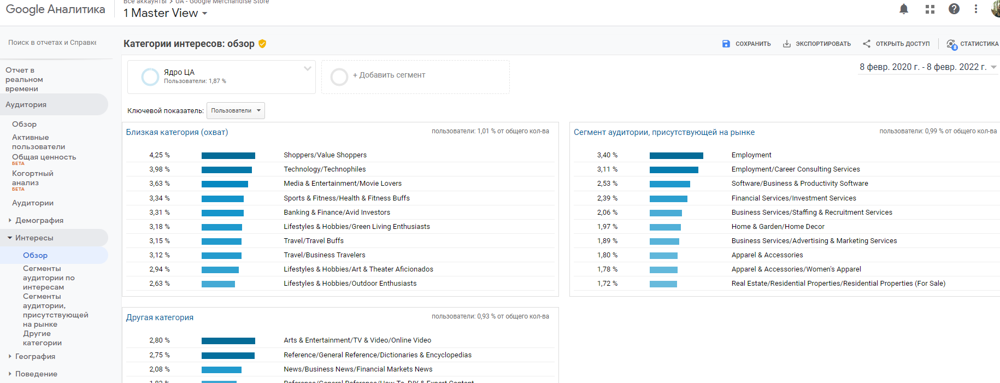 Все аккаунты > UA - Google Merchandise Store
Google Аналитика
1 Master View
Поиск в отчетах и Справке
Категории интересов: обзор
СОХРАНИТЬ
ЭКСПОРТИРОВАТЬ
ОТКРЫТЬ ДОСТУП
8
СТАТИСТИКА
Отчет в
реальном
времени
Аудитория
Обзор
Активные
пользователи
Общая ценность
БЕТА
Когортный
анализ
БЕТА
Аудитории
Демография
Интересы
Обзор
Сегменты
аудитории по
интересам
Сегменты
аудитории,
присутствующей
на рынке
Другие
категории
География
Поведение
Ядро ЦА
Пользователи: 1,87 %
+ Добавить сегмент
8 февр. 2020 г. - 8 февр. 2022 г.
Ключевой показатель: Пользователи
Близкая категория (охват) пользователи: 1,01 % от общего кол-ва
4,25 % Shoppers/Value Shoppers
3,98 % Technology/Technophiles
3,63 % Media & Entertainment/Movie Lovers
3,34 % Sports & Fitness/Health & Fitness Buffs
3,31 % Banking & Finance/Avid Investors
3,18 % Lifestyles & Hobbies/Green Living Enthusiasts
3,15 % Travel/Travel Buffs
3,12 % Travel/Business Travelers
2,94 % Lifestyles & Hobbies/Art & Theater Aficionados
2,63 % Lifestyles & Hobbies/Outdoor Enthusiasts
Сегмент аудитории, присутствующей на рынке пользователи: 0,99 % от общего кол-ва
3,40 % Employment
3,11 % Employment/Career Consulting Services
2,53 % Software/Business & Productivity Software
2,39 % Financial Services/Investment Services
2,06 % Business Services/Staffing & Recruitment Services
1,97 % Home & Garden/Home Decor
1,89 % Business Services/Advertising & Marketing Services
1,80 % Apparel & Accessories
1,78 % Apparel & Accessories/Women's Apparel
1,72 % Real Estate/Residential Properties/Residential Properties (For Sale)
Другая категория пользователи: 0,93 % от общего кол-ва
2,80 % Arts & Entertainment/TV & Video/Online Video
2,75 % Reference/General Reference/Dictionaries & Encyclopedias
2,08 % News/Business News/Financial Markets News
Reference/General Reference/How-To, DIY & Expert Content